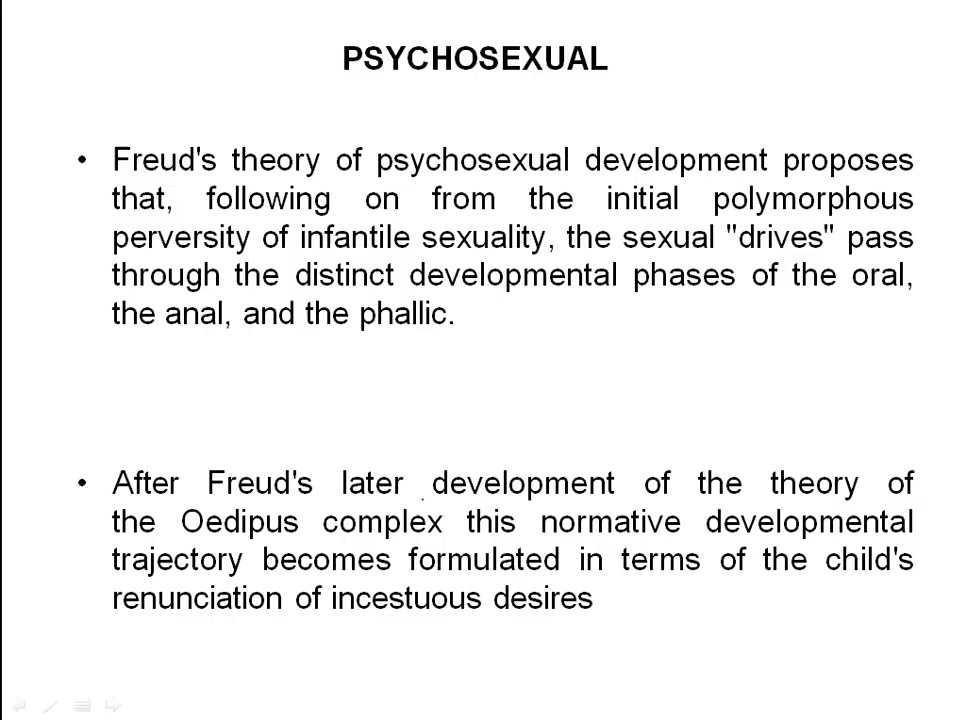 PSYCHOSEXUAL
• Freud's theory of psychosexual development proposes
that, following on from the initial polymorphous
perversity of infantile sexuality, the sexual "drives" pass
through the distinct developmental phases of the oral,
the anal, and the phallic.
• After Freud's later development of the theory of
the Oedipus complex this normative developmental
trajectory becomes formulated in terms of the child's
renunciation of incestuous desires